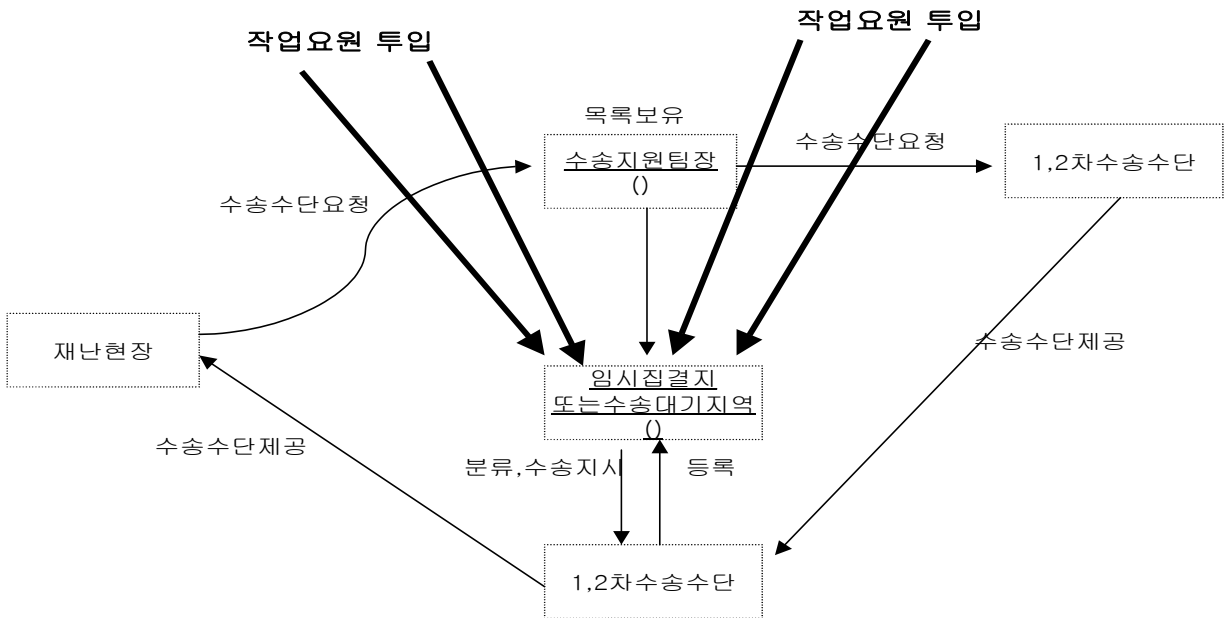 작업요원 투입
작업요원 투입
목록보유
수송지원팀장
()
수송수단요청
1,2차수송수단
수송수단요청
재난현장
수송수단제공
임시집결지
또는수송대기지역
()
수송수단제공
분류,수송지시
등록
1,2차수송수단